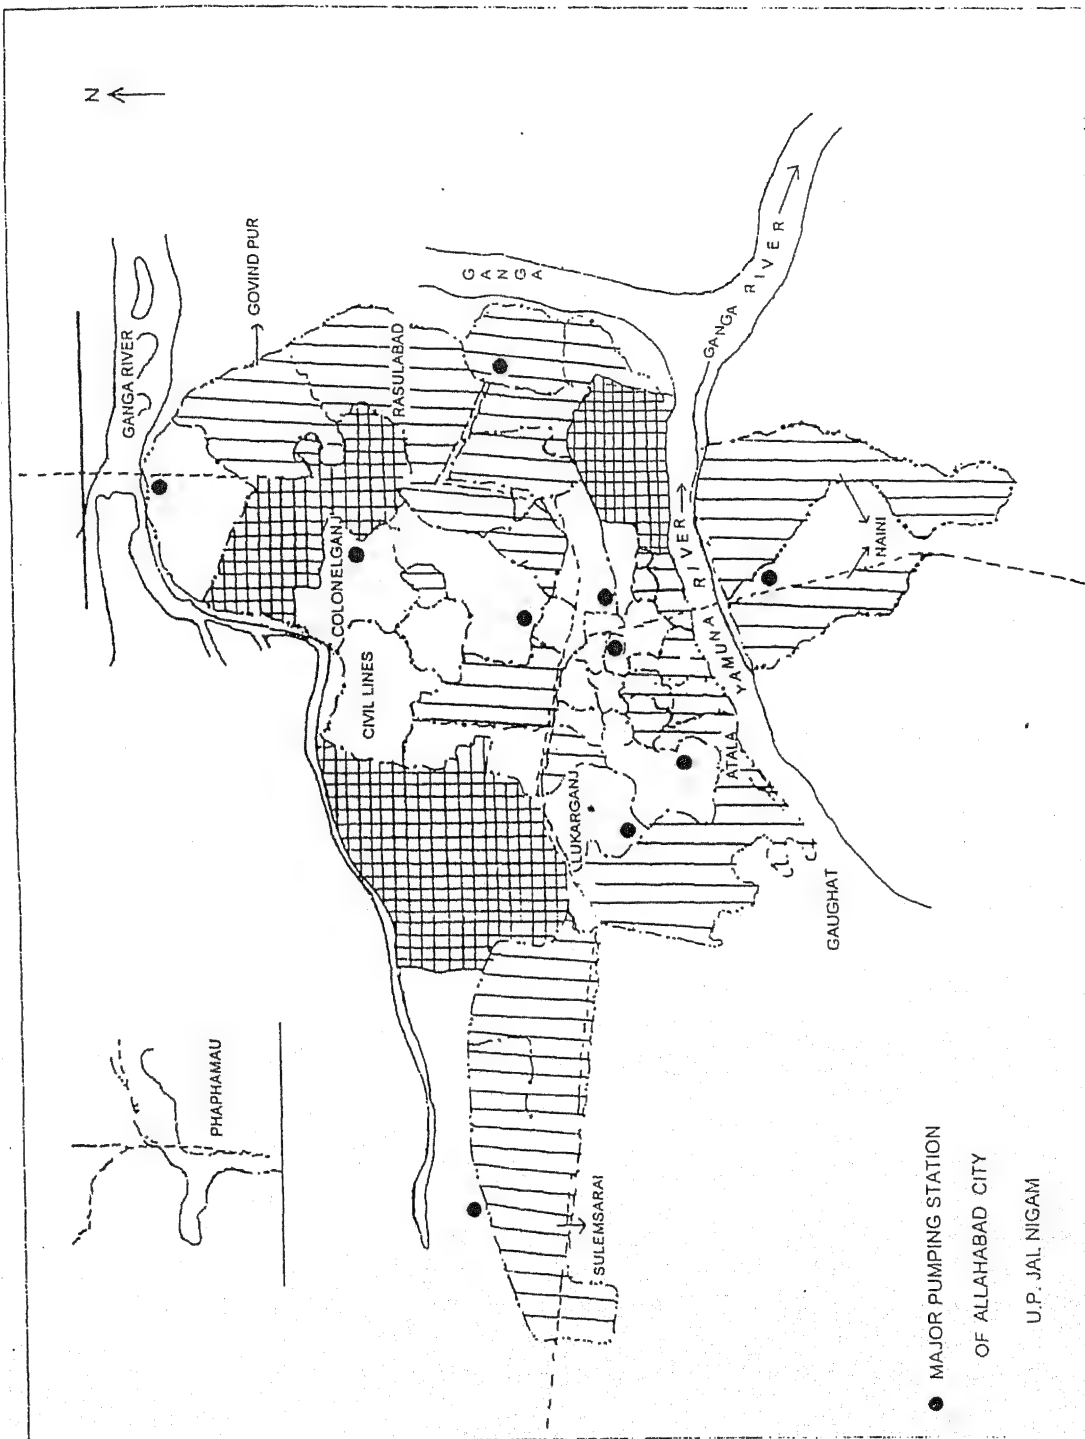 N
GANGA RIVER
GOVIND PUR
PHAPHAMAU
COLONELGANJ
RASULABAD
GANGA
CIVIL LINES
GANGA RIVER
LUKARGANJ
RIVER
YAMUNA
ATALA
NAINI
GAUGHAT
SULEMSARAI
MAJOR PUMPING STATION
OF ALLAHABAD CITY
U.P. JAL NIGAM